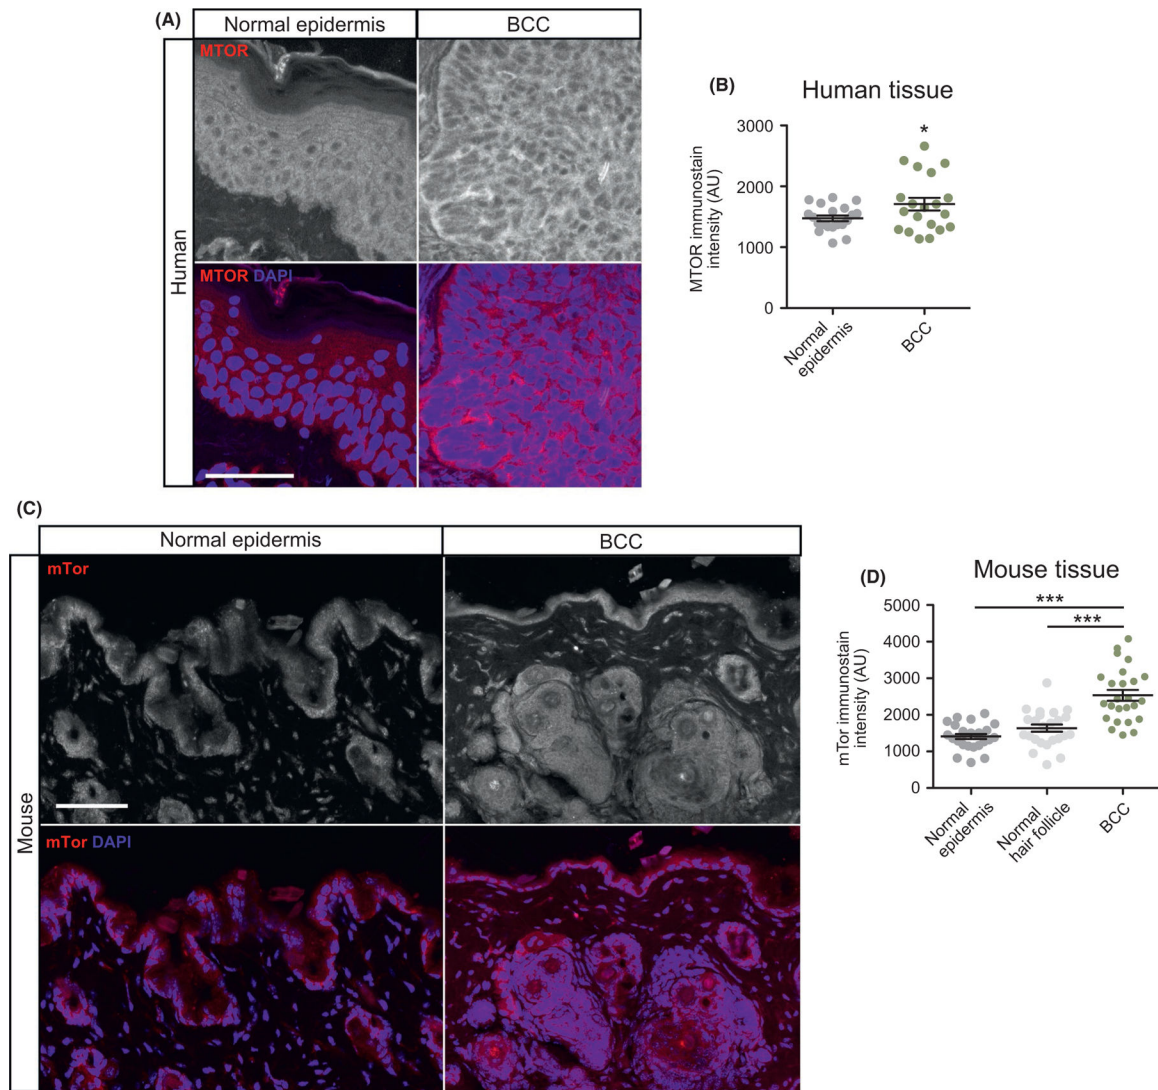 (A)
Normal epidermis
BCC
MTOR
MTOR DAPI
Human
(B)
Human tissue
MTOR immunostain
intensity (AU)
3000
2000
1000
0
*
Normal
epidermis
BCC
(C)
Normal epidermis
BCC
mTor
mTor DAPI
Mouse
(D)
Mouse tissue
mTor immunostain
intensity (AU)
5000
4000
3000
2000
1000
0
***
***
Normal
epidermis
Normal
hair follicle
BCC